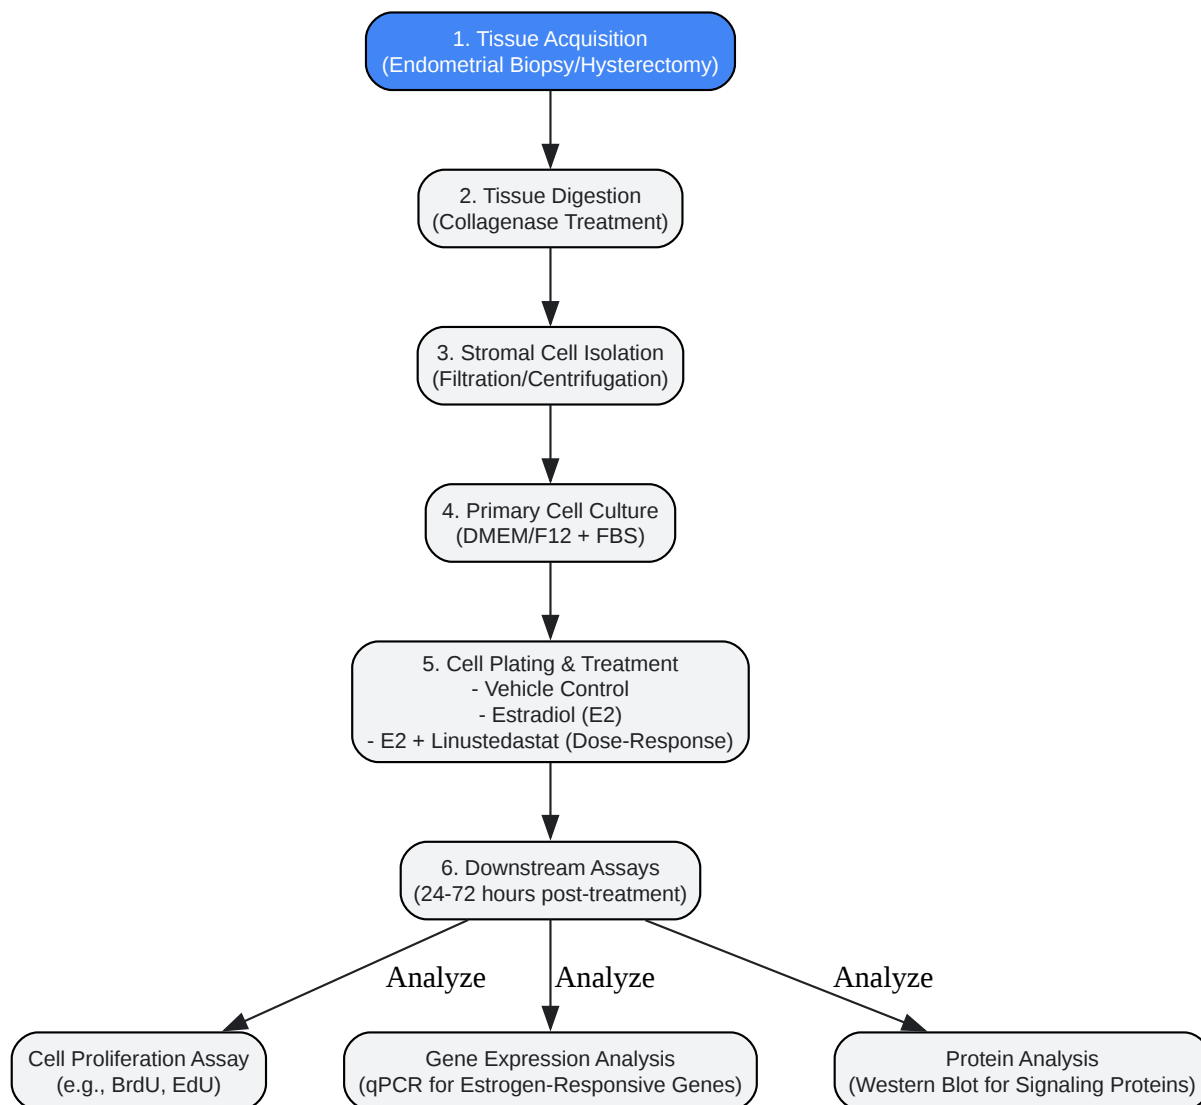 1. Tissue Acquisition
(Endometrial Biopsy/Hysterectomy)
2. Tissue Digestion
(Collagenase Treatment)
3. Stromal Cell Isolation
(Filtration/Centrifugation)
4. Primary Cell Culture
(DMEM/F12 + FBS)
5. Cell Plating & Treatment
- Vehicle Control
- Estradiol (E2)
- E2 + Linustedastat (Dose-Response)
6. Downstream Assays
(24-72 hours post-treatment)
Analyze
Analyze
Analyze
Cell Proliferation Assay
(e.g., BrdU, EdU)
Gene Expression Analysis
(qPCR for Estrogen-Responsive Genes)
Protein Analysis
(Western Blot for Signaling Proteins)